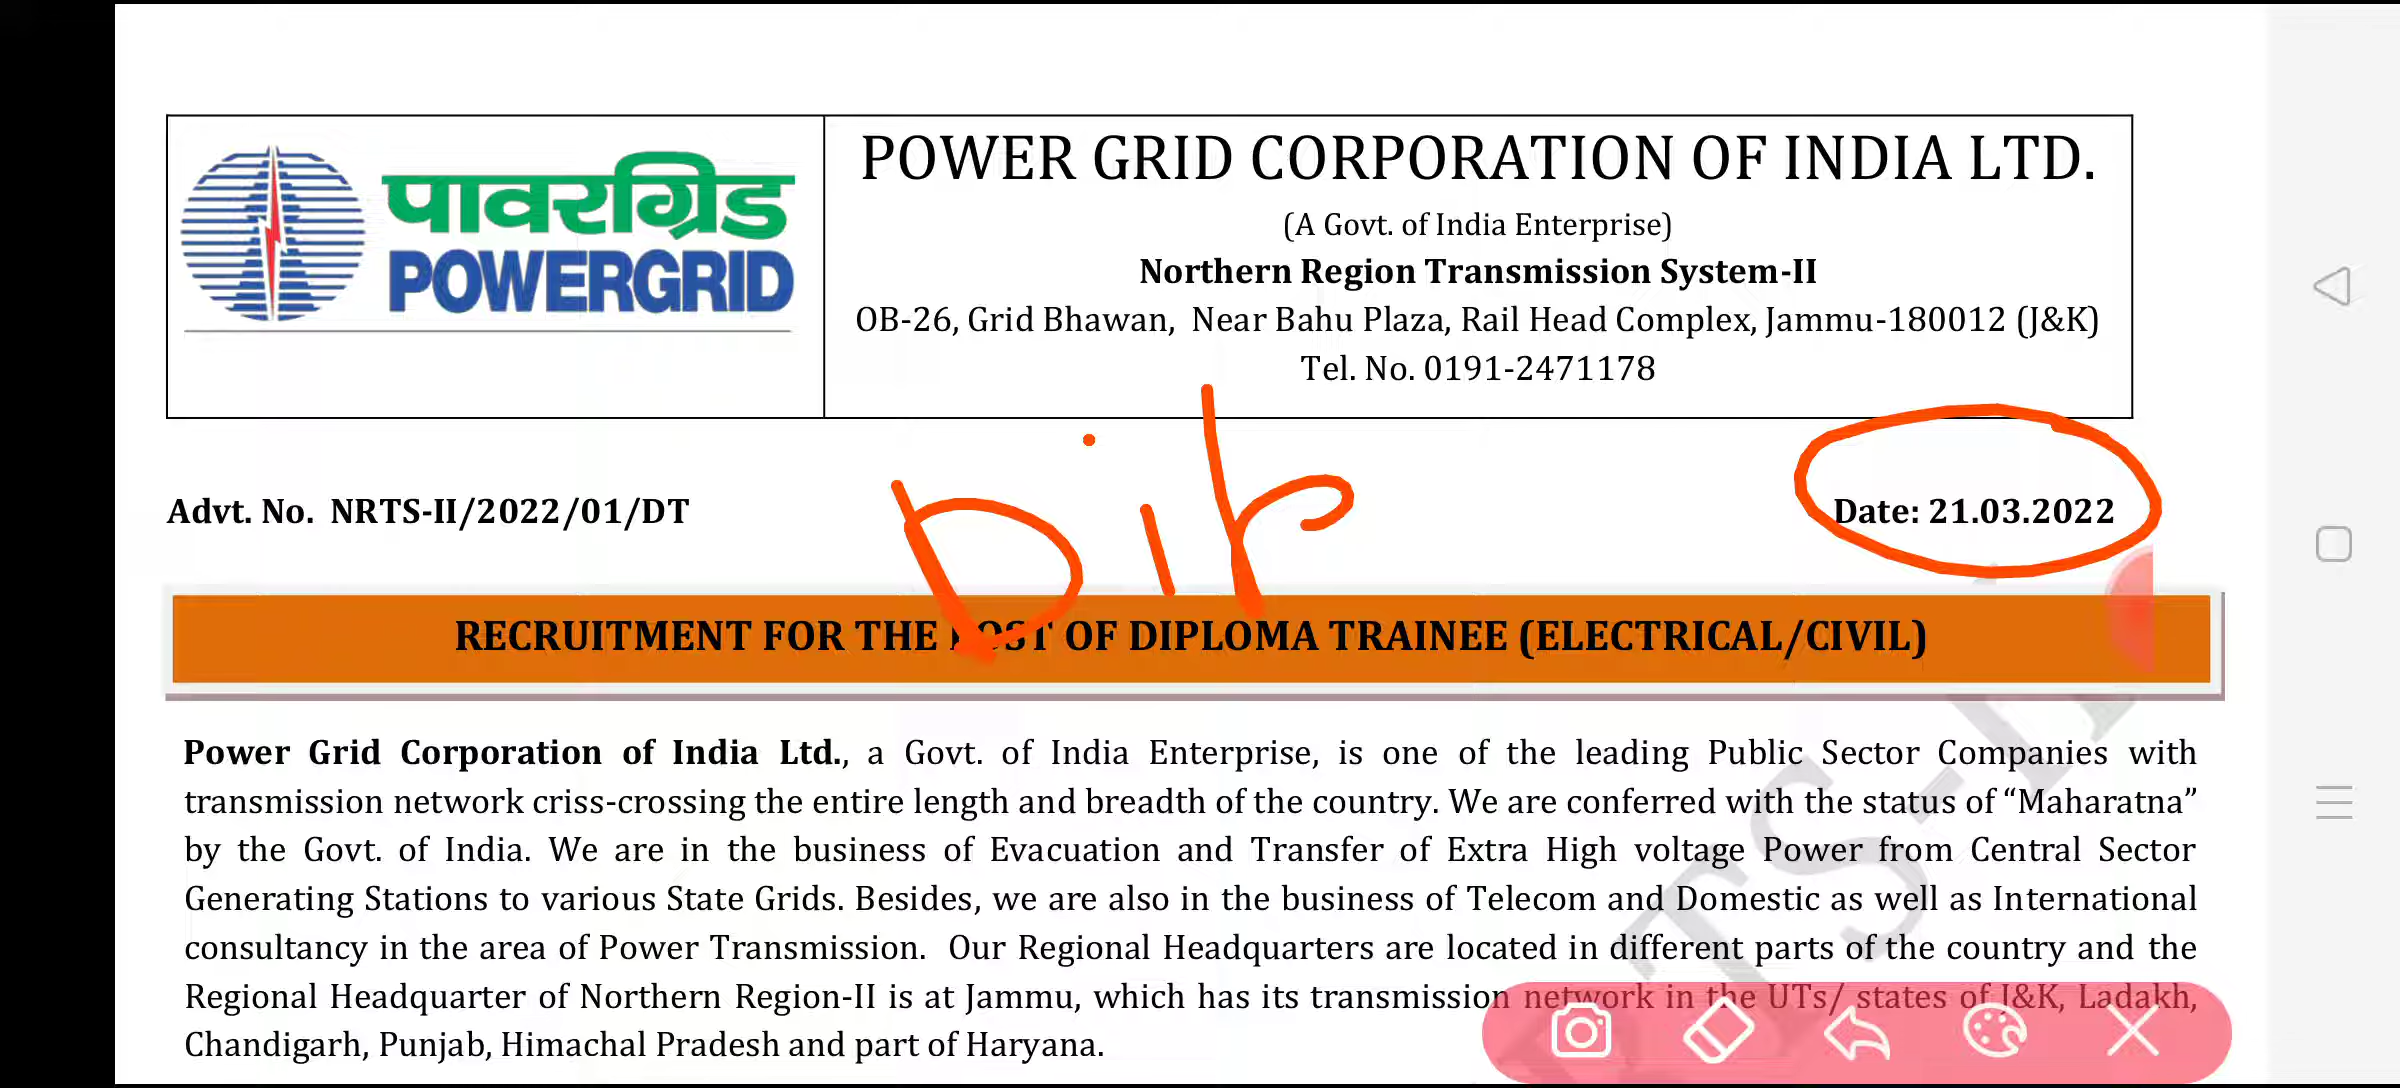 पावरग्रिड
POWERGRID
POWER GRID CORPORATION OF INDIA LTD.
(A Govt. of India Enterprise)
Northern Region Transmission System-II
OB-26, Grid Bhawan, Near Bahu Plaza, Rail Head Complex, Jammu-180012 (J&K)
Tel. No. 0191-2471178
Advt. No. NRTS-II/2022/01/DT
Dip
Date: 21.03.2022
RECRUITMENT FOR THE POST OF DIPLOMA TRAINEE (ELECTRICAL/CIVIL)
Power Grid Corporation of India Ltd., a Govt. of India Enterprise, is one of the leading Public Sector Companies with
transmission network criss-crossing the entire length and breadth of the country. We are conferred with the status of “Maharatna”
by the Govt. of India. We are in the business of Evacuation and Transfer of Extra High voltage Power from Central Sector
Generating Stations to various State Grids. Besides, we are also in the business of Telecom and Domestic as well as International
consultancy in the area of Power Transmission. Our Regional Headquarters are located in different parts of the country and the
Regional Headquarter of Northern Region-II is at Jammu, which has its transmission network in the UTs/ states of J&K, Ladakh,
Chandigarh, Punjab, Himachal Pradesh and part of Haryana.